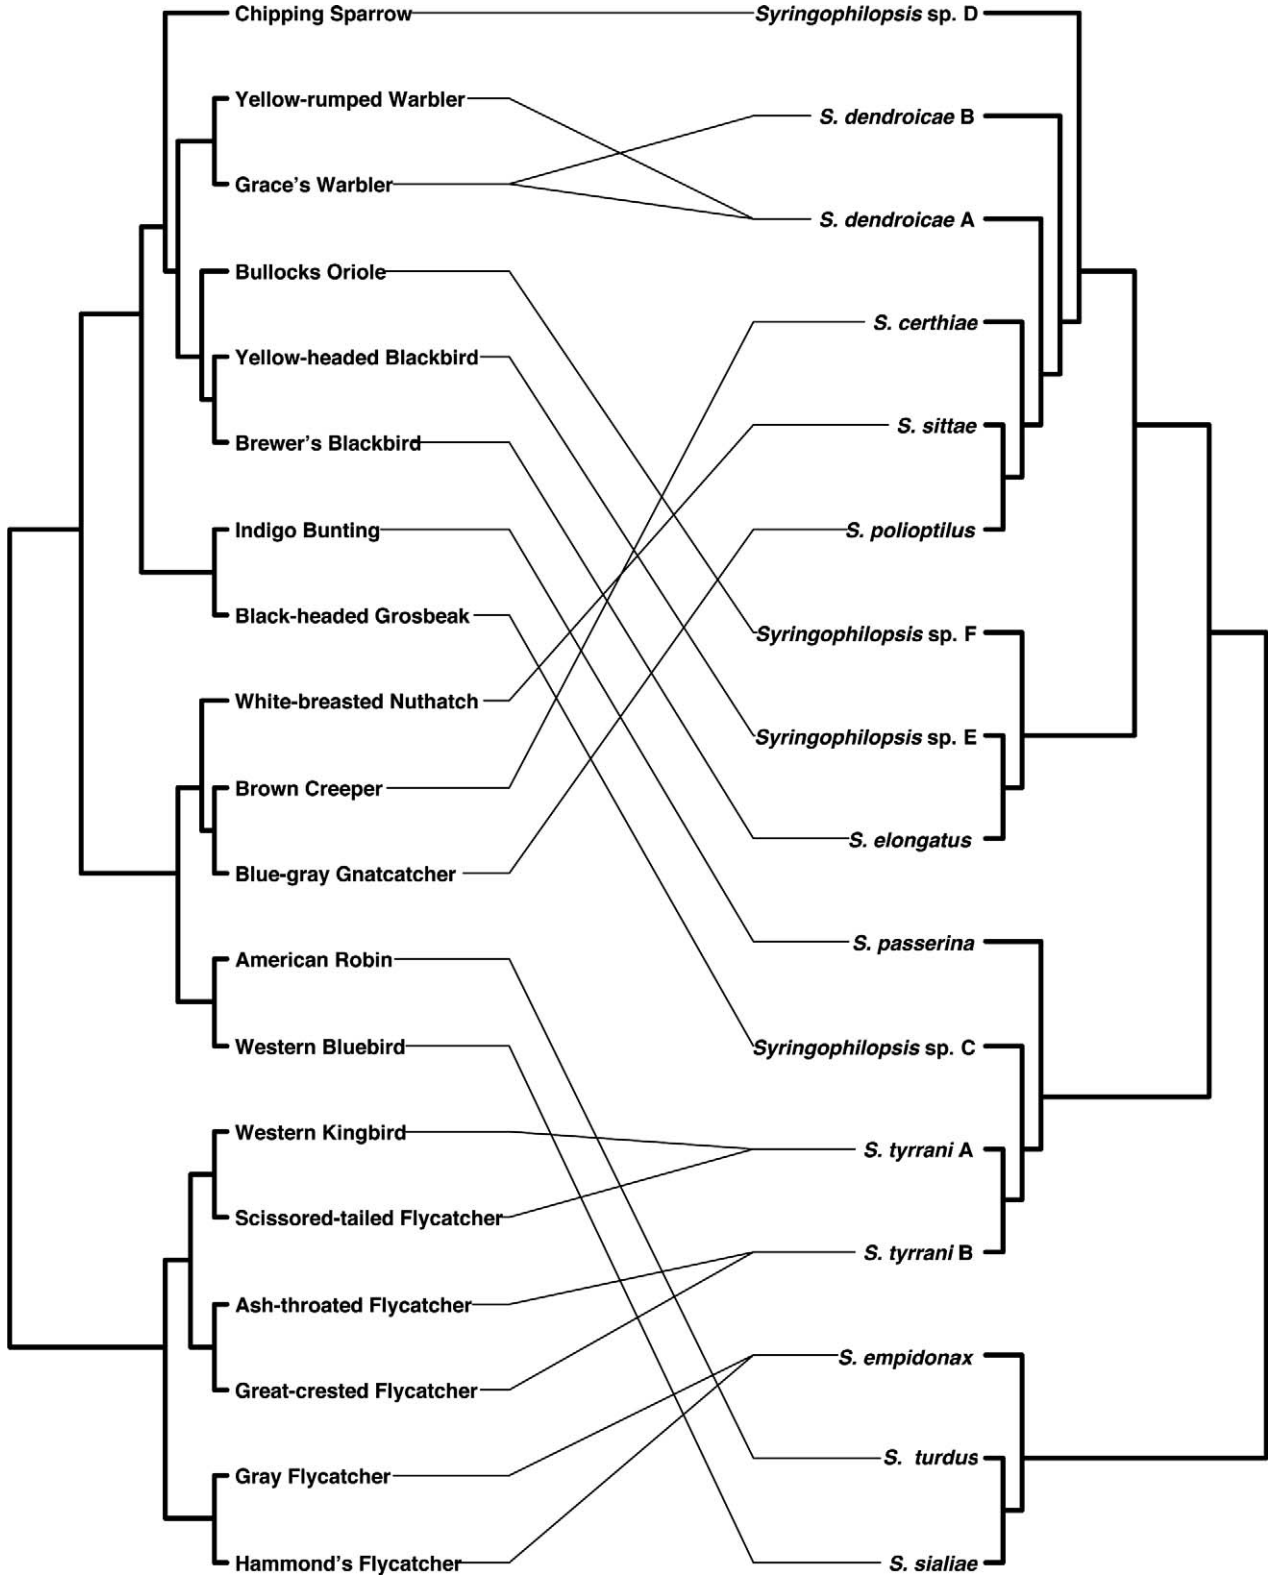 Chipping Sparrow
Syringophilopsis sp. D
Yellow-rumped Warbler
S. dendroicae B
Grace's Warbler
S. dendroicae A
Bullocks Oriole
S. certhiae
Yellow-headed Blackbird
S. sittae
Brewer's Blackbird
Indigo Bunting
S. polioptilus
Black-headed Grosbeak
Syringophilopsis sp. F
White-breasted Nuthatch
Syringophilopsis sp. E
Brown Creeper
S. elongatus
Blue-gray Gnatcatcher
S. passerina
American Robin
Western Bluebird
Syringophilopsis sp. C
Western Kingbird
S. tyrrani A
Scissored-tailed Flycatcher
S. tyrrani B
Ash-throated Flycatcher
S. empidonax
Great-crested Flycatcher
S. turdus
Gray Flycatcher
Hammond's Flycatcher
S. sialiae